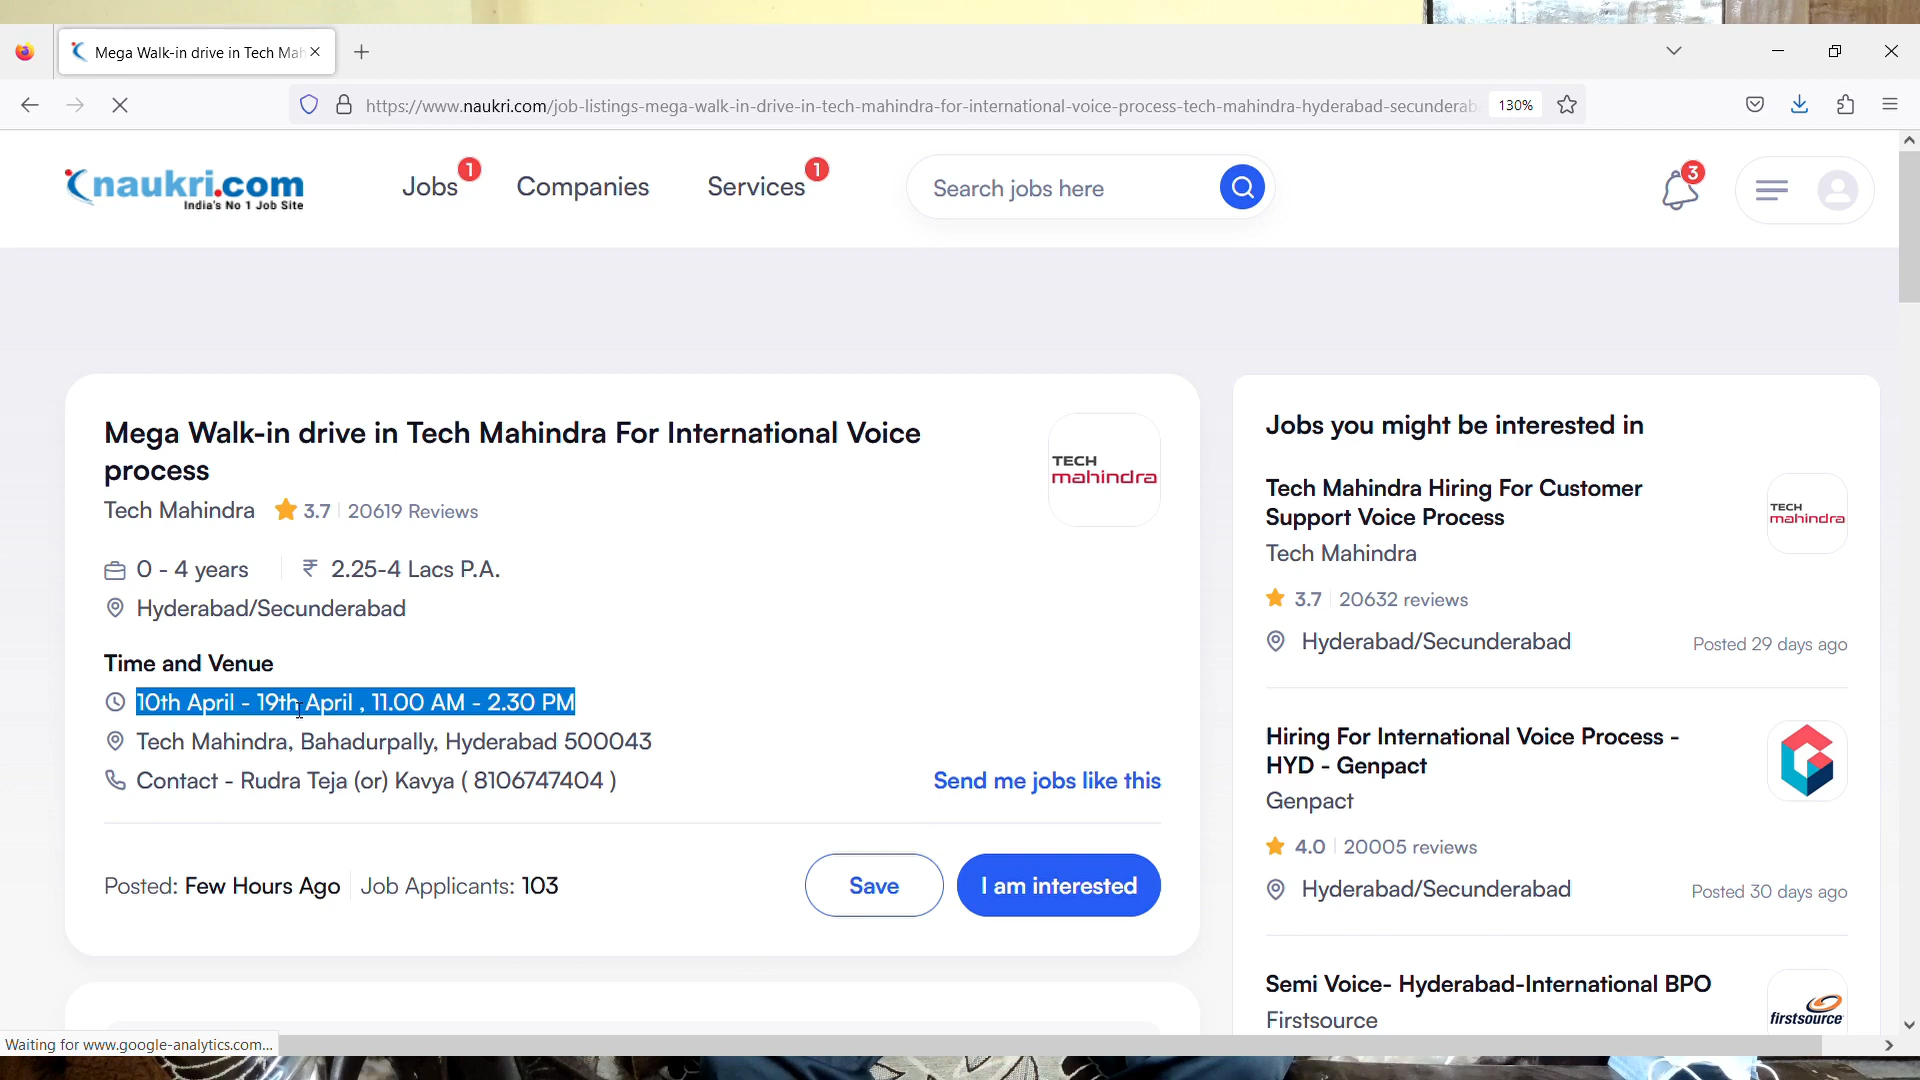 Mega Walk-in drive in Tech Mah
https://www.naukri.com/job-listings-mega-walk-in-drive-in-tech-mahindra-for-international-voice-process-tech-mahindra-hyderabad-secunderab
130%
naukri.com
India's No 1 Job Site
Jobs 1
Companies
Services 1
Search jobs here
3
Mega Walk-in drive in Tech Mahindra For International Voice
process
TECH
mahindra
Tech Mahindra 3.7 20619 Reviews
0 - 4 years ₹ 2.25-4 Lacs P.A.
Hyderabad/Secunderabad
Time and Venue
10th April - 19th April , 11.00 AM - 2.30 PM
Tech Mahindra, Bahadurpally, Hyderabad 500043
Contact - Rudra Teja (or) Kavya ( 8106747404 )
Send me jobs like this
Posted: Few Hours Ago Job Applicants: 103
Save
I am interested
Jobs you might be interested in
Tech Mahindra Hiring For Customer
Support Voice Process
TECH
mahindra
Tech Mahindra
3.7 20632 reviews
Hyderabad/Secunderabad
Posted 29 days ago
Hiring For International Voice Process -
HYD - Genpact
Genpact
4.0 20005 reviews
Hyderabad/Secunderabad
Posted 30 days ago
Semi Voice- Hyderabad-International BPO
Firstsource
firstsource
Waiting for www.google-analytics.com...